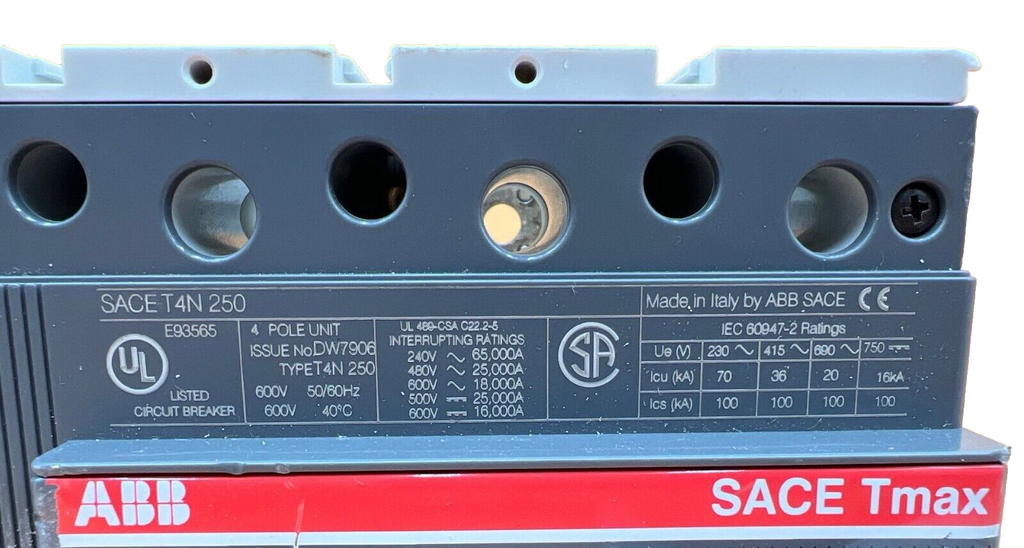 SACE T4N 250
Made in Italy by ABB SACE CE
UL
E93565
LISTED
CIRCUIT BREAKER
4 POLE UNIT
ISSUE No DW7906
TYPE T4N 250
600V 50/60Hz
600V 40°C
UL 489-CSA C22.2-5
INTERRUPTING RATINGS
240V ∼ 65,000A
480V ∼ 25,000A
600V ∼ 18,000A
500V ⎓ 25,000A
600V ⎓ 16,000A
SA
IEC 60947-2 Ratings
Ue (V) 230 ∼ 415 ∼ 690 ∼ 750 ⎓
Icu (kA) 70 36 20 16kA
Ics (kA) 100 100 100 100
ABB
SACE Tmax